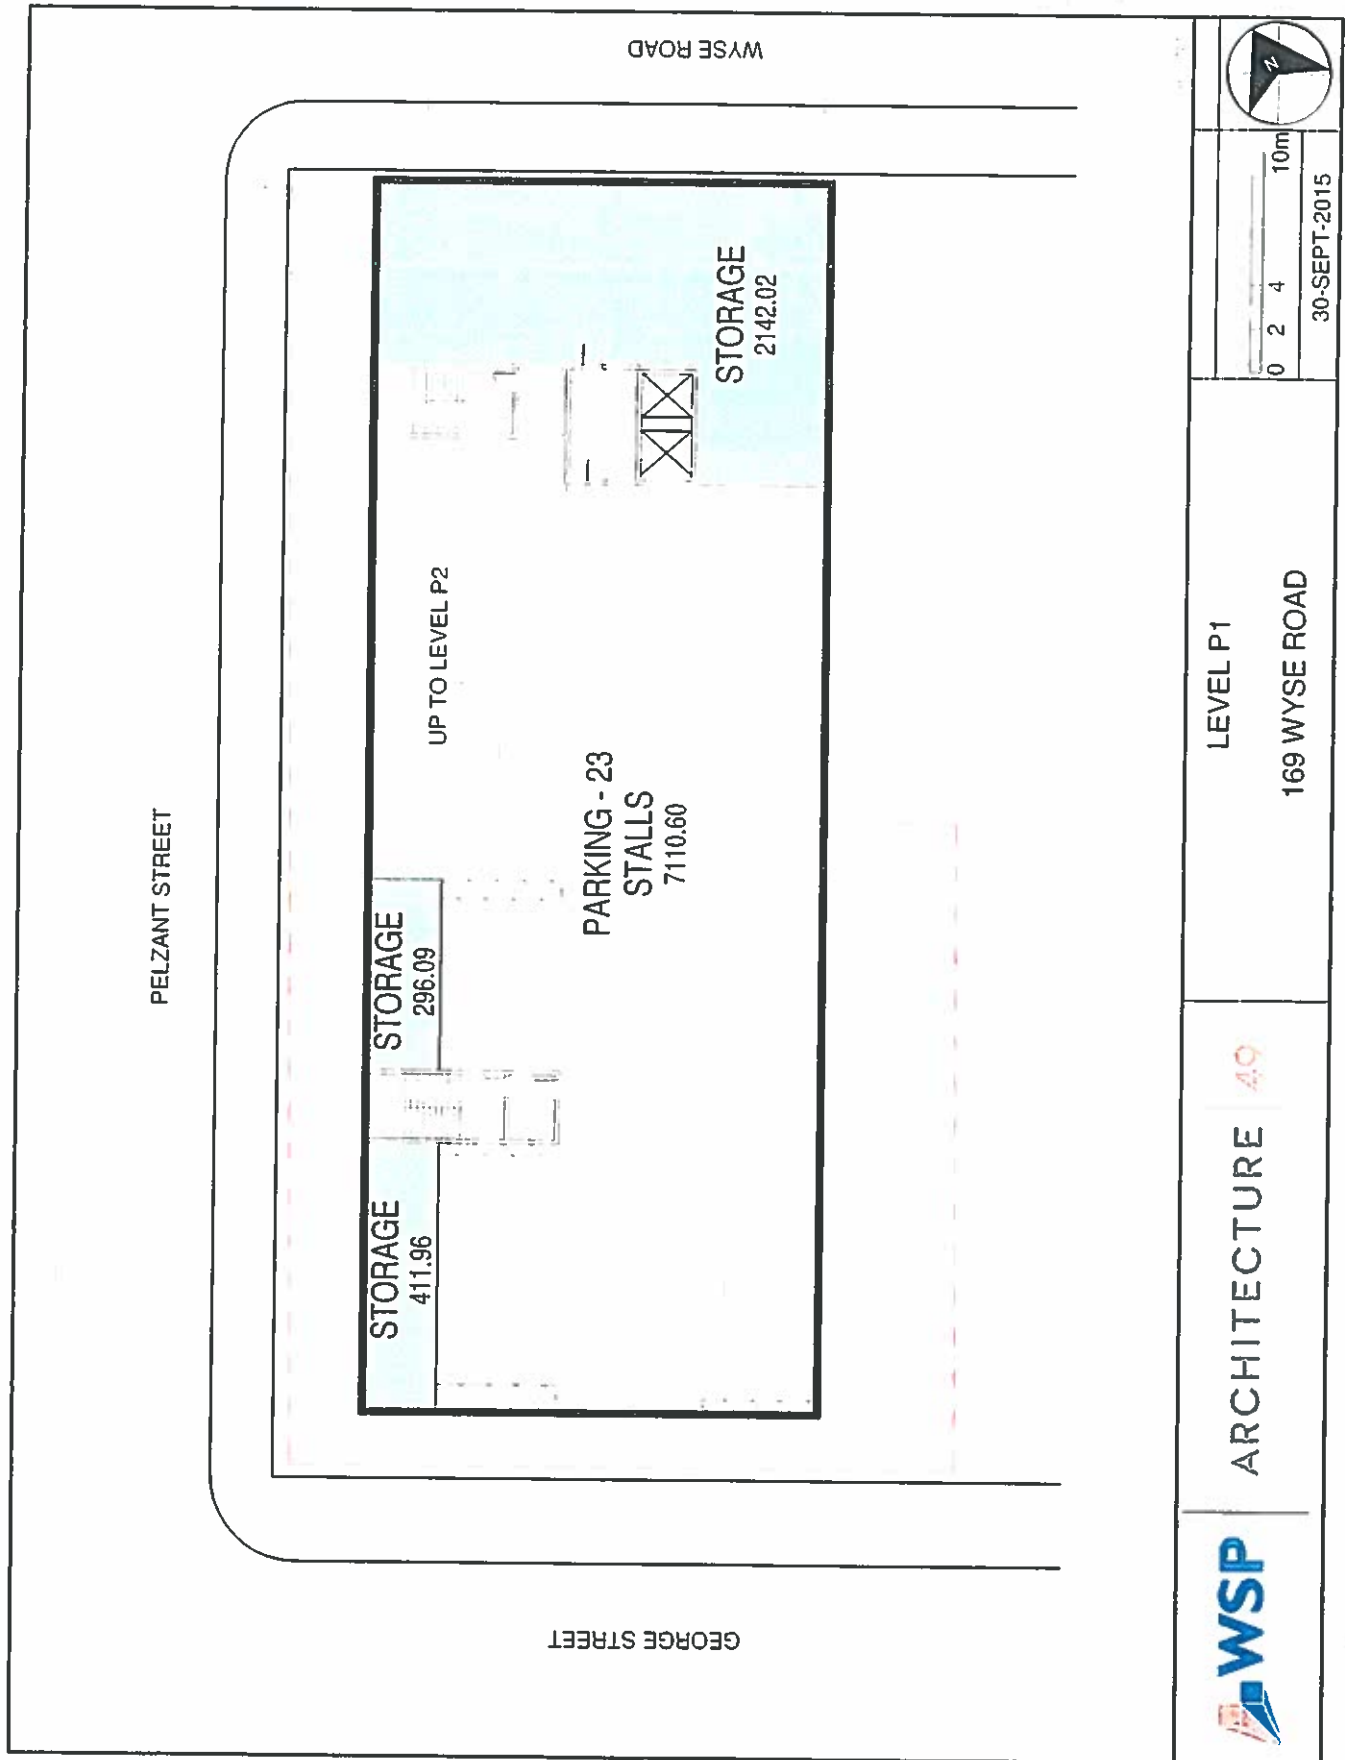 PELZANT STREET
WYSE ROAD
GEORGE STREET
STORAGE
411.96
STORAGE
296.09
UP TO LEVEL P2
PARKING - 23
STALLS
7110.60
STORAGE
2142.02
WSP
ARCHITECTURE 49
LEVEL P1
169 WYSE ROAD
0 2 4 10m
30-SEPT-2015
N